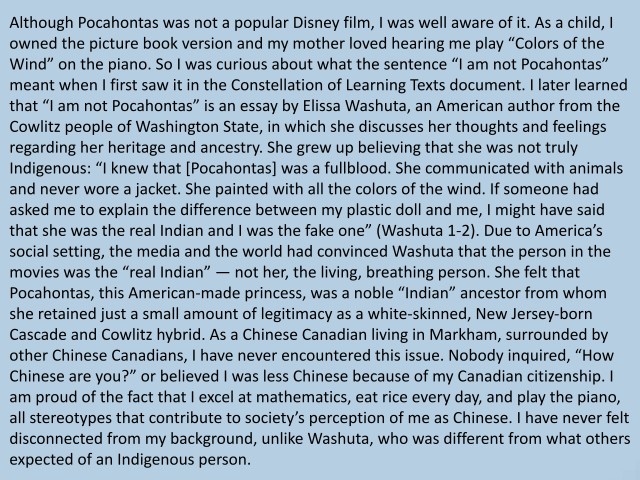 Although Pocahontas was not a popular Disney film, I was well aware of it. As a child, I
owned the picture book version and my mother loved hearing me play “Colors of the
Wind” on the piano. So I was curious about what the sentence “I am not Pocahontas”
meant when I first saw it in the Constellation of Learning Texts document. I later learned
that “I am not Pocahontas” is an essay by Elissa Washuta, an American author from the
Cowlitz people of Washington State, in which she discusses her thoughts and feelings
regarding her heritage and ancestry. She grew up believing that she was not truly
Indigenous: “I knew that [Pocahontas] was a fullblood. She communicated with animals
and never wore a jacket. She painted with all the colors of the wind. If someone had
asked me to explain the difference between my plastic doll and me, I might have said
that she was the real Indian and I was the fake one” (Washuta 1-2). Due to America’s
social setting, the media and the world had convinced Washuta that the person in the
movies was the “real Indian” — not her, the living, breathing person. She felt that
Pocahontas, this American-made princess, was a noble “Indian” ancestor from whom
she retained just a small amount of legitimacy as a white-skinned, New Jersey-born
Cascade and Cowlitz hybrid. As a Chinese Canadian living in Markham, surrounded by
other Chinese Canadians, I have never encountered this issue. Nobody inquired, “How
Chinese are you?” or believed I was less Chinese because of my Canadian citizenship. I
am proud of the fact that I excel at mathematics, eat rice every day, and play the piano,
all stereotypes that contribute to society’s perception of me as Chinese. I have never felt
disconnected from my background, unlike Washuta, who was different from what others
expected of an Indigenous person.